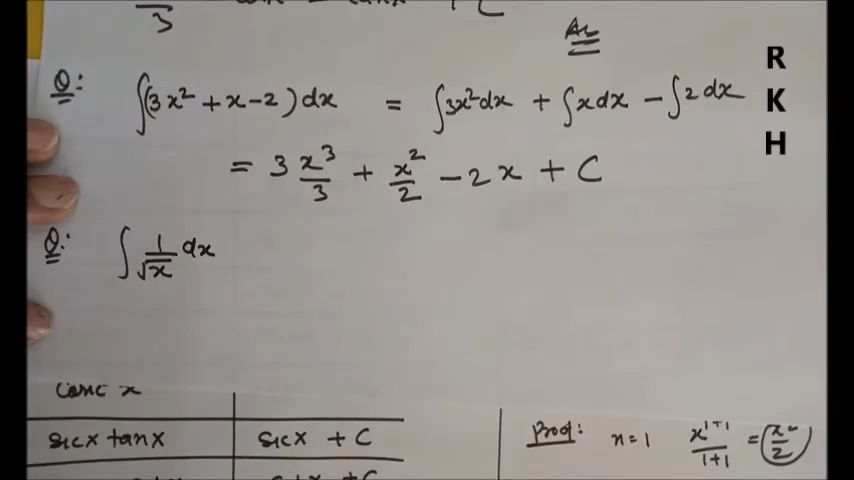 3
Q: ∫(3x² + x - 2) dx = ∫3x² dx + ∫x dx - ∫2 dx
= 3 x³/3 + x²/2 - 2x + C
Q: ∫ 1/√x dx
R
K
H
secx tanx | secx + C
Proof: n = 1 x^(1+1)/(1+1) = x²/2